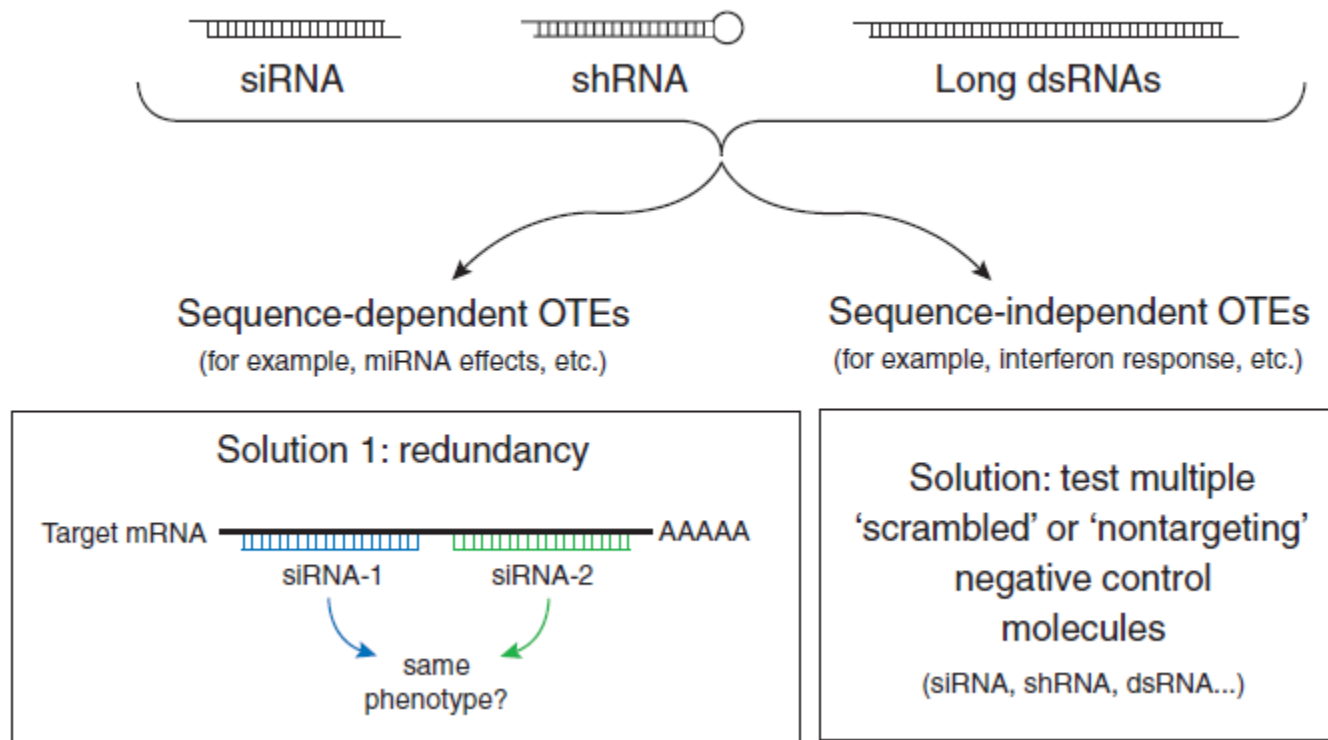 siRNA
shRNA
Long dsRNAs
Sequence-dependent OTEs
(for example, miRNA effects, etc.)
Sequence-independent OTEs
(for example, interferon response, etc.)
Solution 1: redundancy
Target mRNA
AAAAA
siRNA-1
siRNA-2
same
phenotype?
Solution: test multiple
‘scrambled’ or ‘nontargeting’
negative control
molecules
(siRNA, shRNA, dsRNA...)